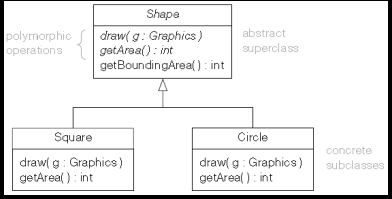 Shape
polymorphic
operations
draw( g : Graphics )
getArea( ) : int
getBoundingArea( ) : int
abstract
superclass
Square
draw( g : Graphics )
getArea( ) : int
Circle
draw( g : Graphics )
getArea( ) : int
concrete
subclasses